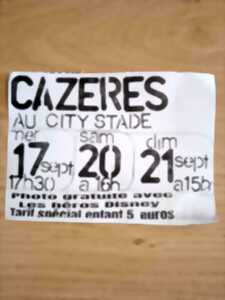 CAZERES
AU CITY STADE
mer sam dim
17 sept 20 21 sept
17h30 a 16h a 15h
Photo gratuite avec
Les héros Disney
Tarif spécial enfant 5 euros